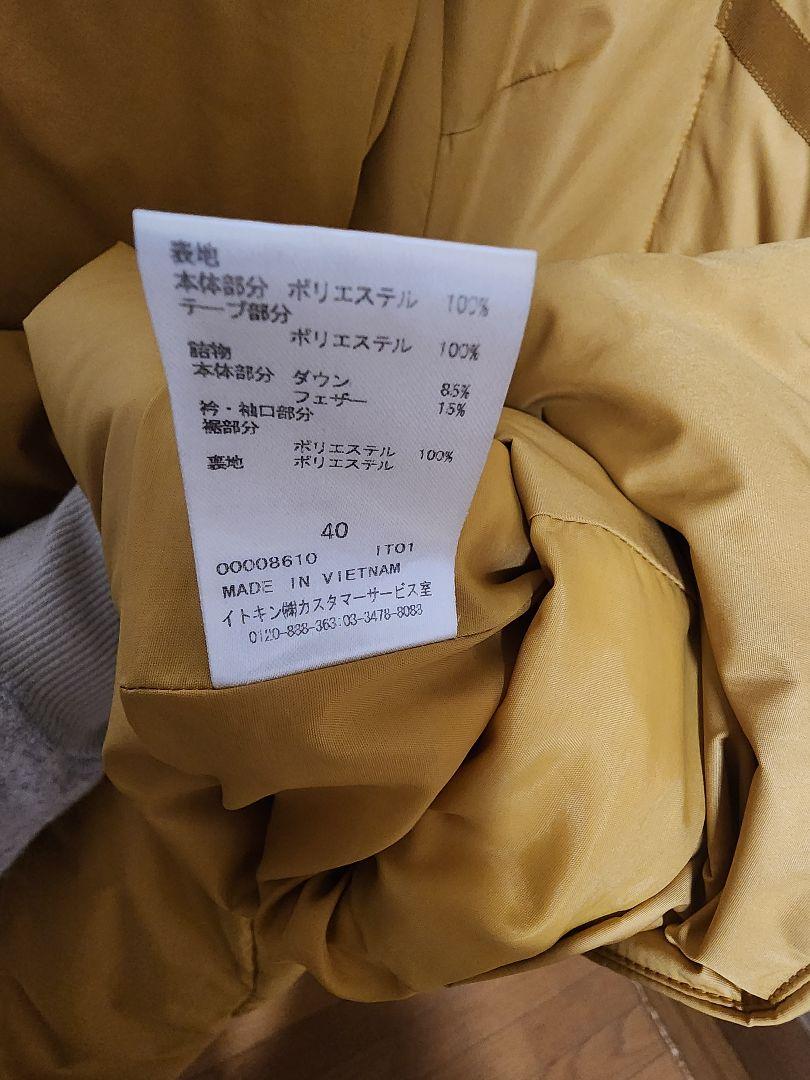 表地
本体部分 ポリエステル 100%
テープ部分
ポリエステル 100%
詰物
本体部分 ダウン 85%
フェザー 15%
衿・袖口部分
裾部分
ポリエステル 100%
裏地 ポリエステル
40
00008610 IT01
MADE IN VIETNAM
イトキン㈱カスタマーサービス室
0120-888-363:03-3478-8088